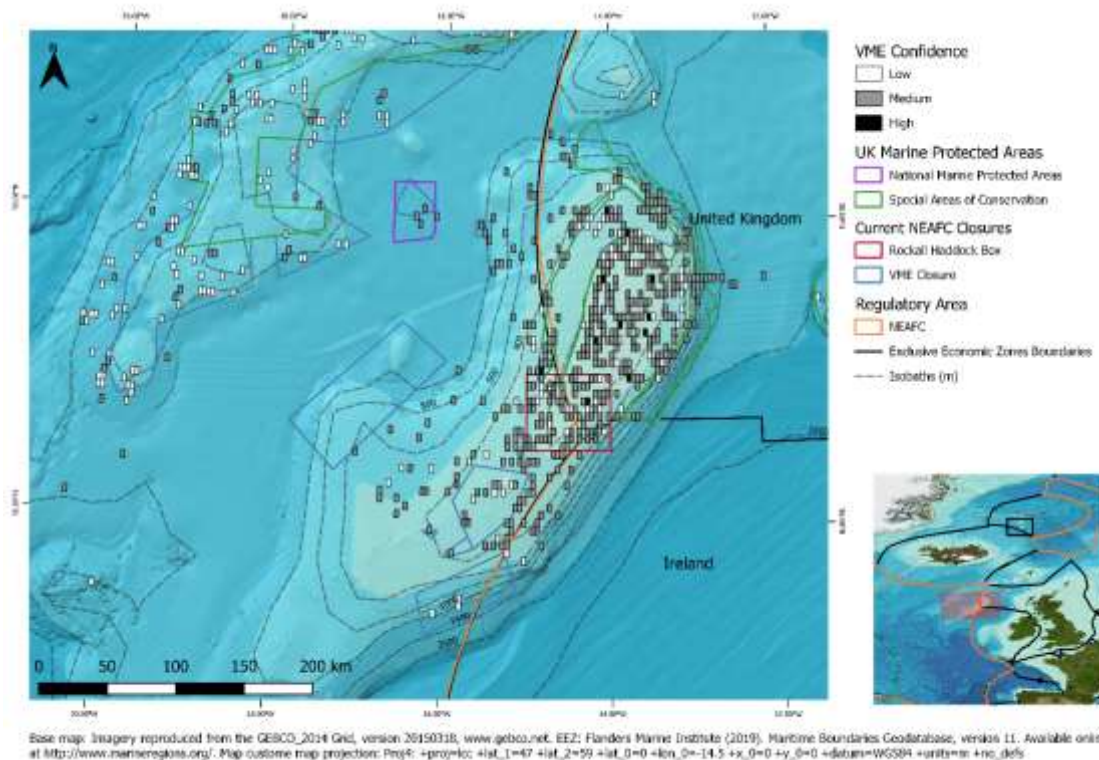 VME Confidence
Low
Medium
High
UK Marine Protected Areas
National Marine Protected Areas
Special Areas of Conservation
Current NEAFC Closures
Rockall Haddock Box
VME Closure
Regulatory Area
NEAFC
Exclusive Economic Zones Boundaries
Isobaths (m)
United Kingdom
Ireland
0 50 100 150 200 km
Base map: Imagery reproduced from the GEBCO_2014 Grid, version 20150318, www.gebco.net. EEZ; Flanders Marine Institute (2019). Maritime Boundaries Geodatabase, version 11. Available online
at http://www.marineregions.org/. Map custome map projection: Proj4: +proj=lcc +lat_1=47 +lat_2=59 +lat_0=0 +lon_0=-14.5 +x_0=0 +y_0=0 +datum=WGS84 +units=m +no_defs